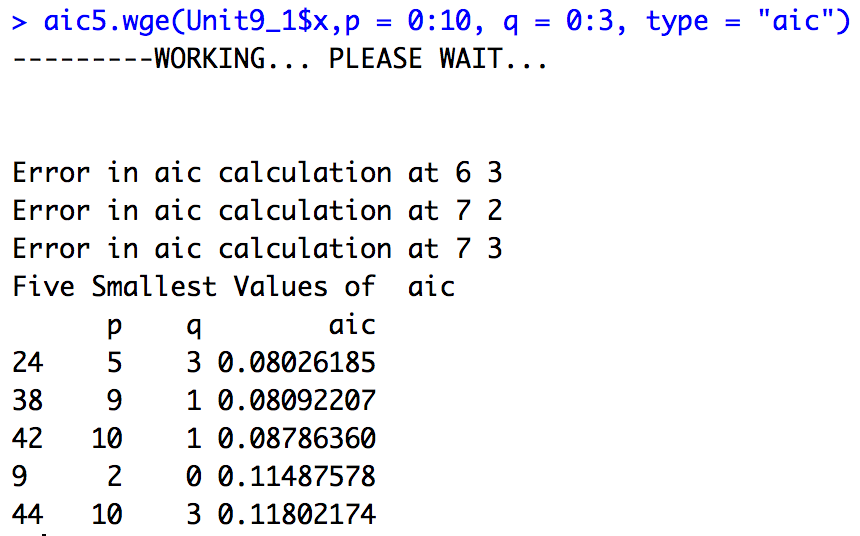 > aic5.wge(Unit9_1$x,p = 0:10, q = 0:3, type = "aic")
---------WORKING... PLEASE WAIT...
Error in aic calculation at 6 3
Error in aic calculation at 7 2
Error in aic calculation at 7 3
Five Smallest Values of  aic
      p    q        aic
24    5    3 0.08026185
38    9    1 0.08092207
42   10    1 0.08786360
9     2    0 0.11487578
44   10    3 0.11802174